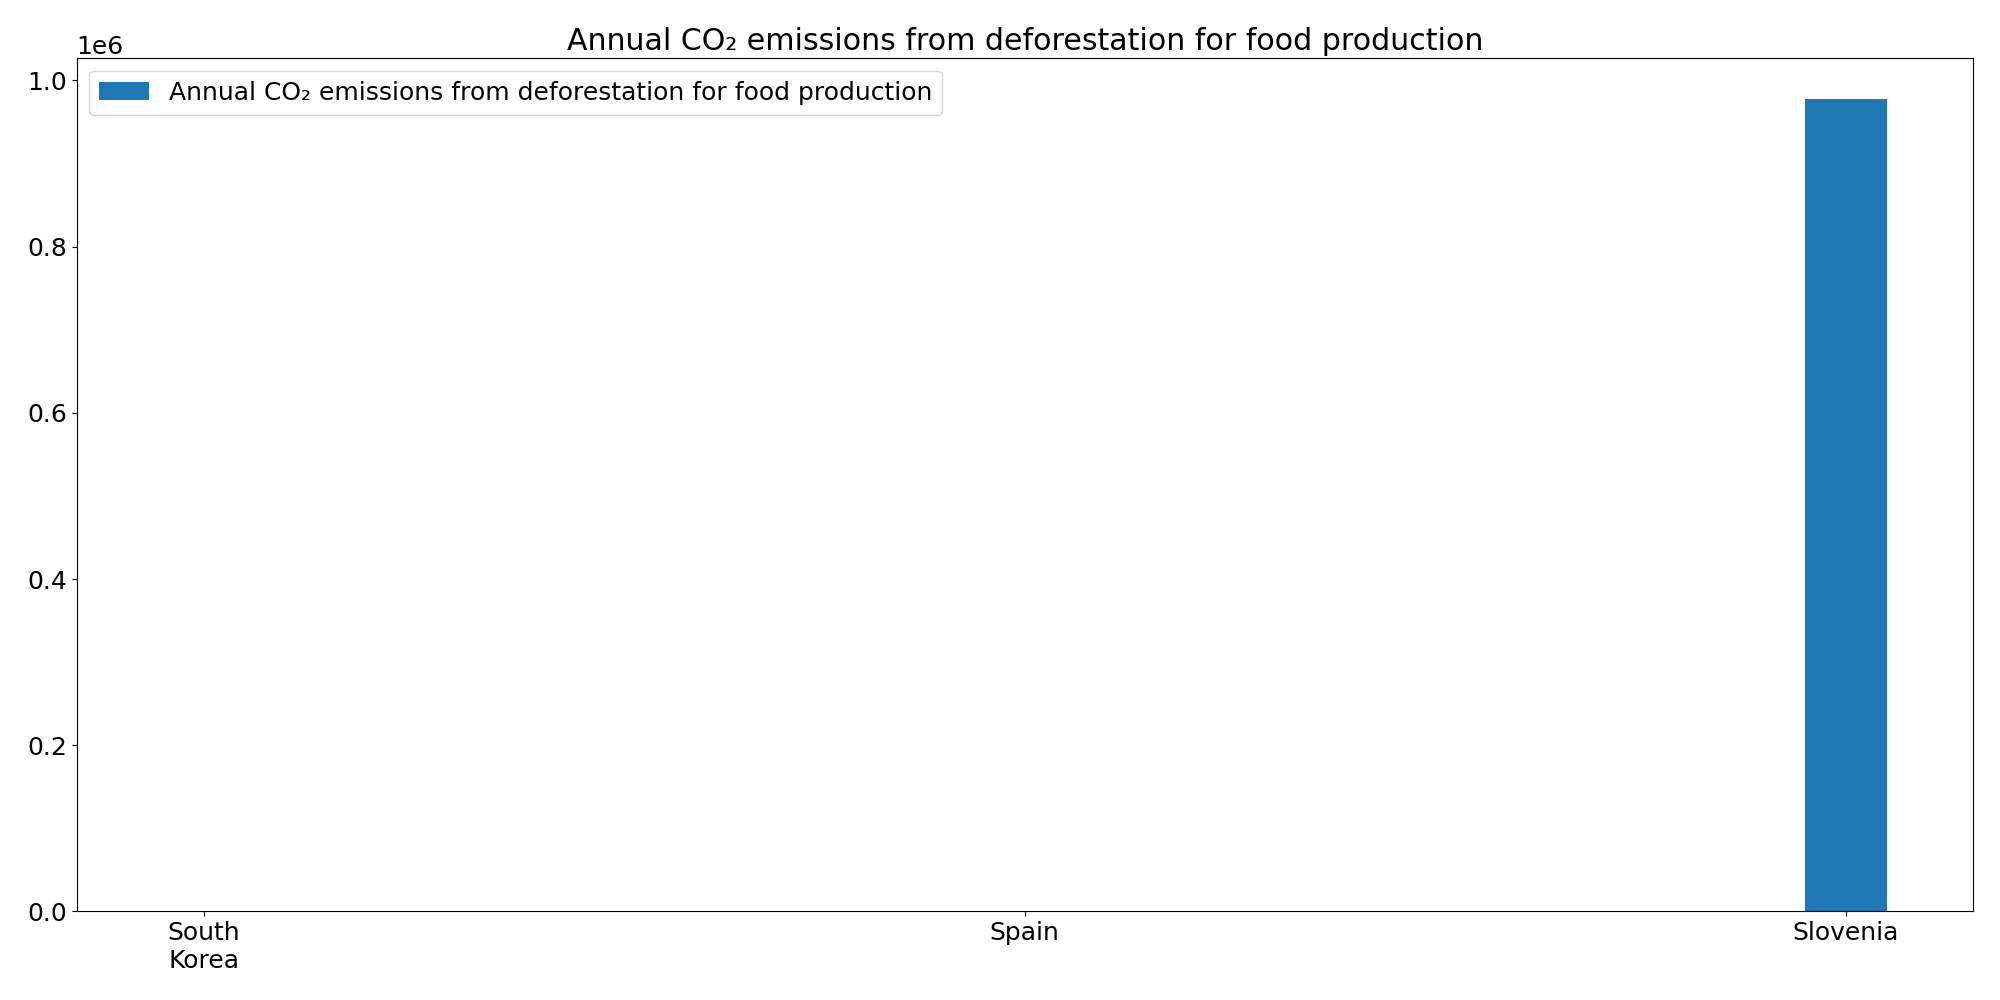 Annual CO₂ emissions from deforestation for food production
1e6
Annual CO₂ emissions from deforestation for food production
1.0
0.8
0.6
0.4
0.2
0.0
South
Korea
Spain
Slovenia